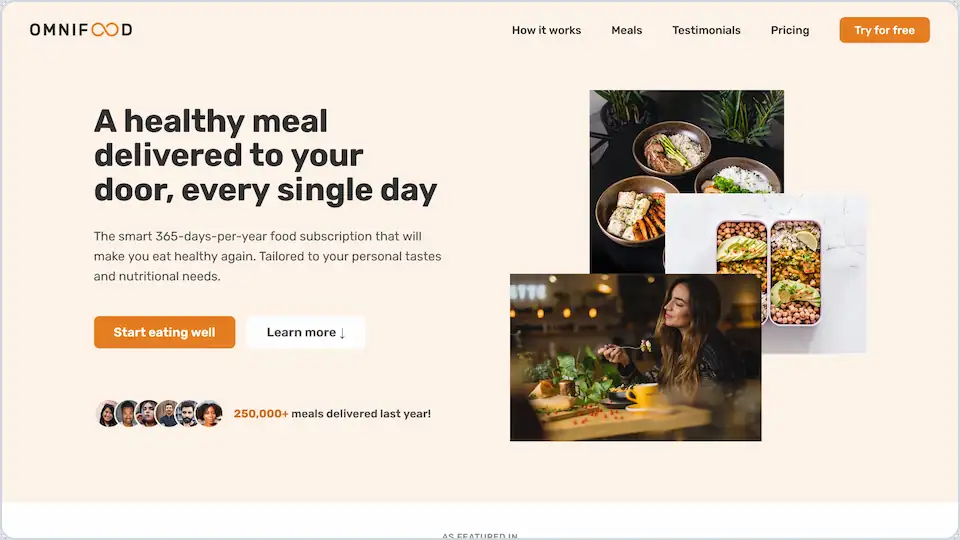 OMNIFOOD
How it works
Meals
Testimonials
Pricing
Try for free
A healthy meal
delivered to your
door, every single day
The smart 365-days-per-year food subscription that will
make you eat healthy again. Tailored to your personal tastes
and nutritional needs.
Start eating well
Learn more ↓
250,000+ meals delivered last year!
AS FEATURED IN